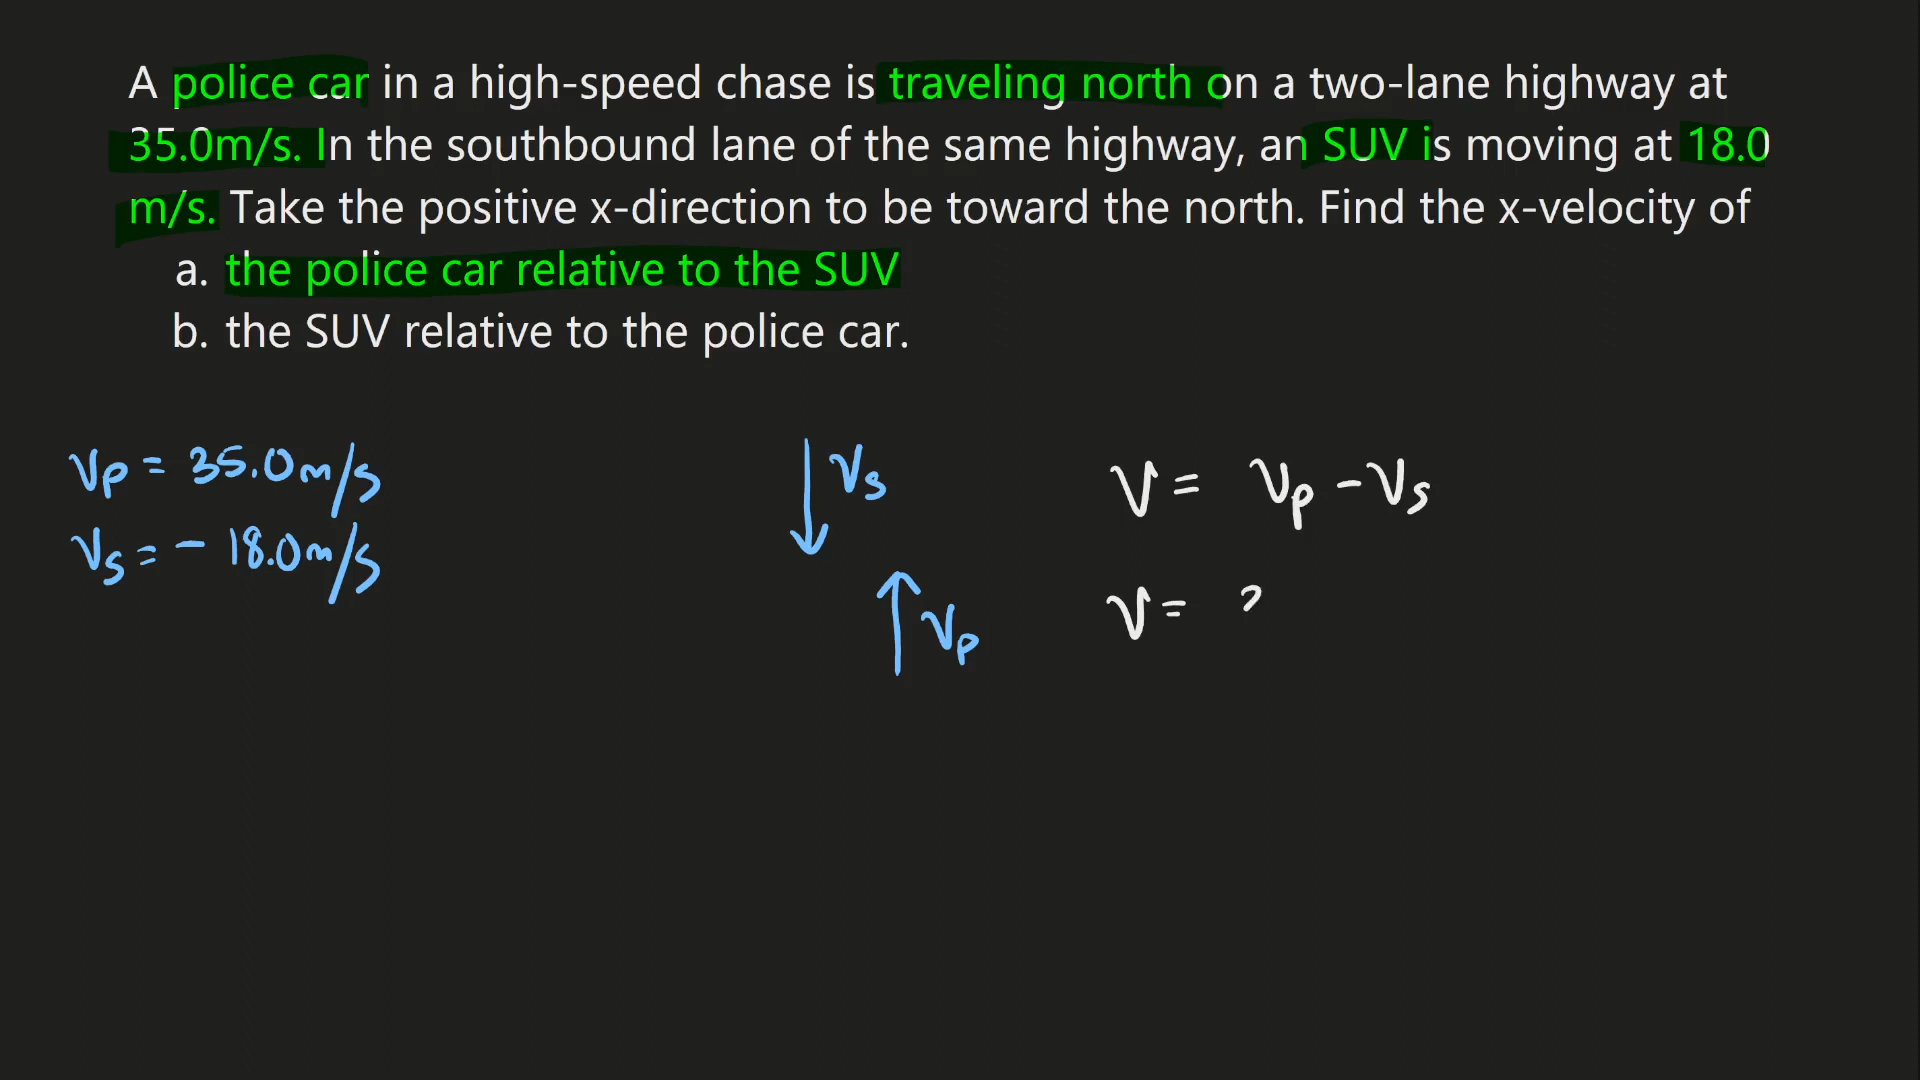 A police car in a high-speed chase is traveling north on a two-lane highway at
35.0m/s. In the southbound lane of the same highway, an SUV is moving at 18.0
m/s. Take the positive x-direction to be toward the north. Find the x-velocity of
a. the police car relative to the SUV
b. the SUV relative to the police car.
Vp = 35.0m/s
Vs = - 18.0m/s
Vs
Vp
V = Vp - Vs
V =